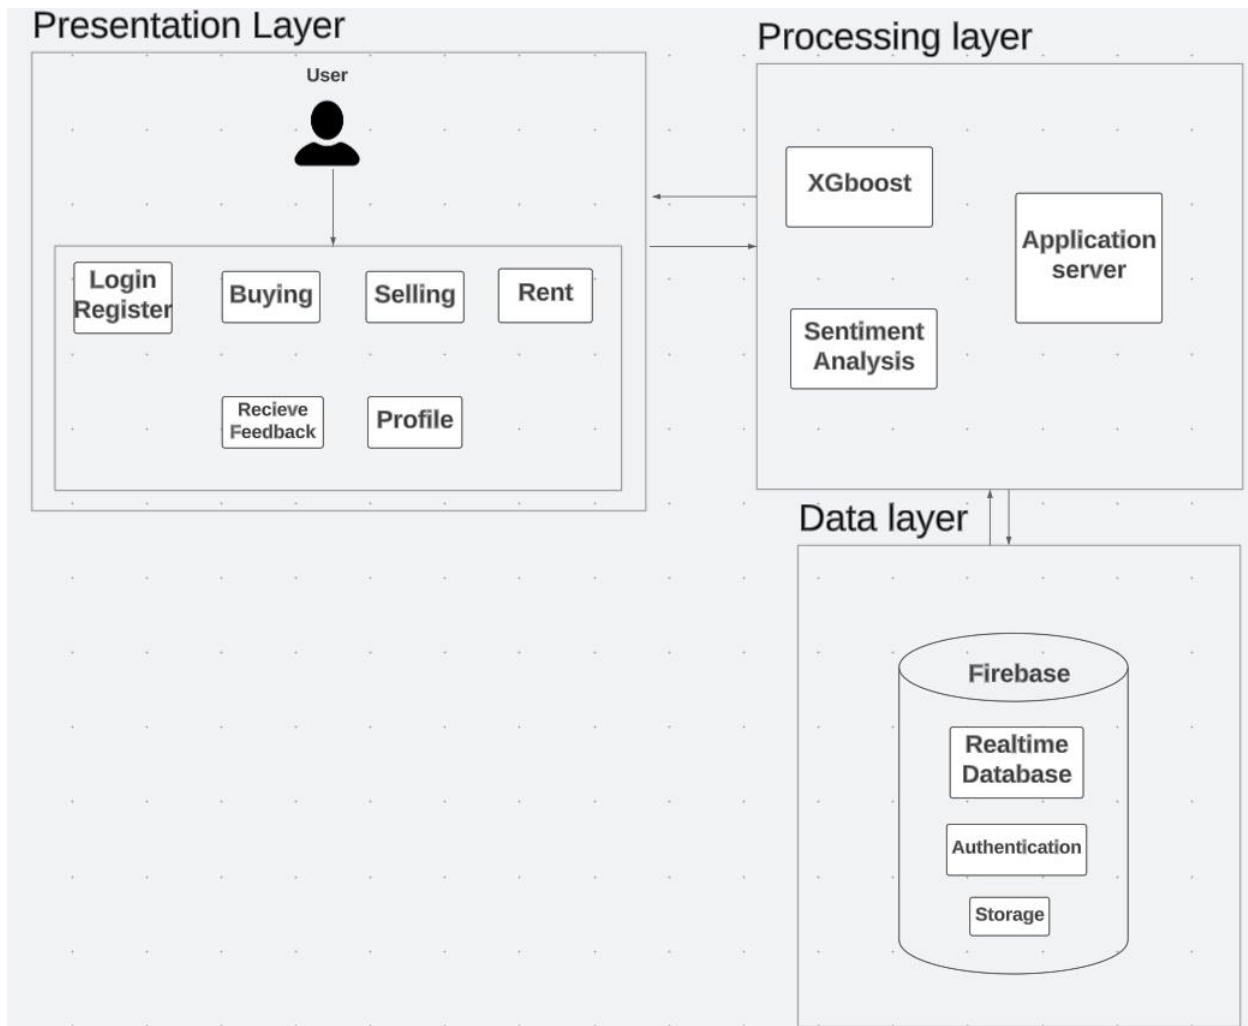 Presentation Layer
User
Login
Register
Buying
Selling
Rent
Recieve
Feedback
Profile
Processing layer
XGboost
Application
server
Sentiment
Analysis
Data layer
Firebase
Realtime
Database
Authentication
Storage